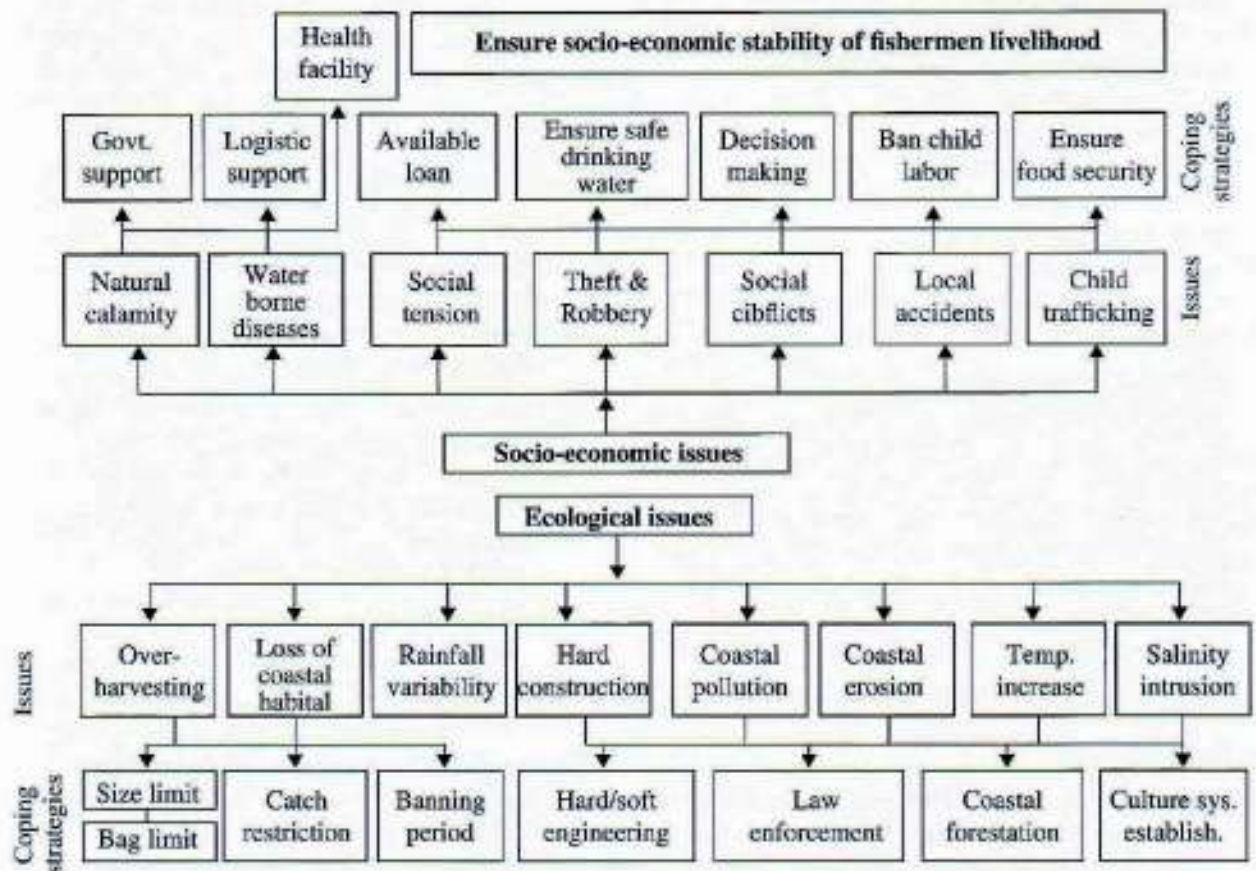 Health
facility
Ensure socio-economic stability of fishermen livelihood
Govt.
support
Logistic
support
Available
loan
Ensure safe
drinking
water
Decision
making
Ban child
labor
Ensure
food security
Coping
strategies
Natural
calamity
Water
borne
diseases
Social
tension
Theft &
Robbery
Social
cibflicts
Local
accidents
Child
trafficking
Issues
Socio-economic issues
Ecological issues
Issues
Over-
harvesting
Loss of
coastal
habital
Rainfall
variability
Hard
construction
Coastal
pollution
Coastal
erosion
Temp.
increase
Salinity
intrusion
Coping
strategies
Size limit
Bag limit
Catch
restriction
Banning
period
Hard/soft
engineering
Law
enforcement
Coastal
forestation
Culture sys.
establish.